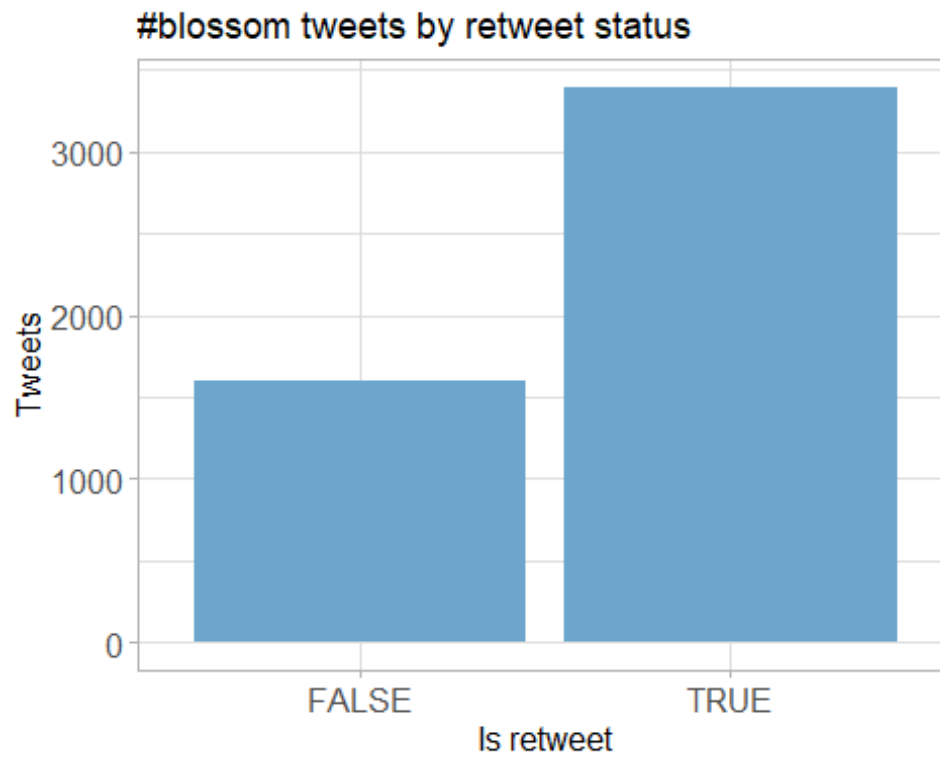 #blossom tweets by retweet status
Tweets
3000
2000
1000
0
FALSE TRUE
Is retweet